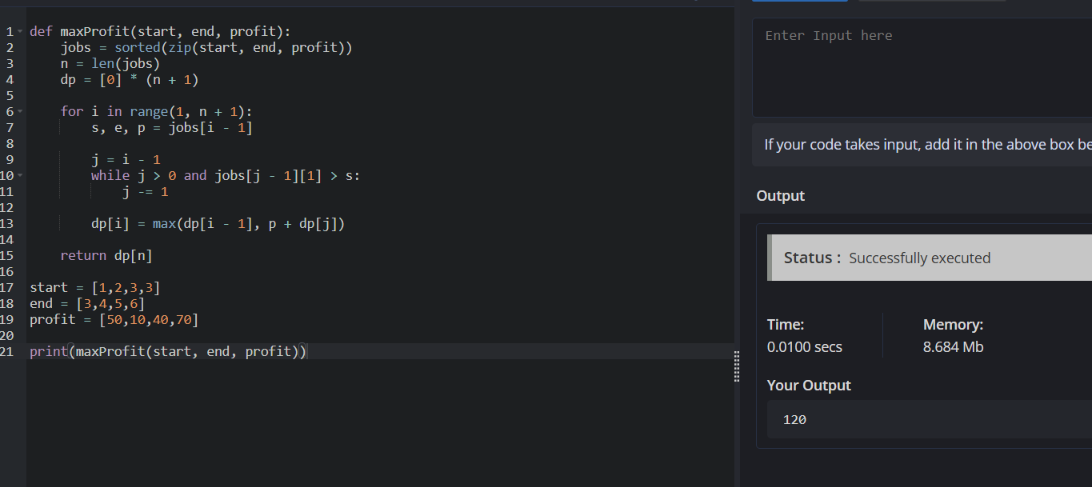 1 def maxProfit(start, end, profit):
2     jobs = sorted(zip(start, end, profit))
3     n = len(jobs)
4     dp = [0] * (n + 1)
5
6     for i in range(1, n + 1):
7         s, e, p = jobs[i - 1]
8
9         j = i - 1
10         while j > 0 and jobs[j - 1][1] > s:
11             j -= 1
12
13         dp[i] = max(dp[i - 1], p + dp[j])
14
15     return dp[n]
16
17 start = [1,2,3,3]
18 end = [3,4,5,6]
19 profit = [50,10,40,70]
20
21 print(maxProfit(start, end, profit))
Enter Input here
If your code takes input, add it in the above box be
Output
Status : Successfully executed
Time: Memory:
0.0100 secs 8.684 Mb
Your Output
120